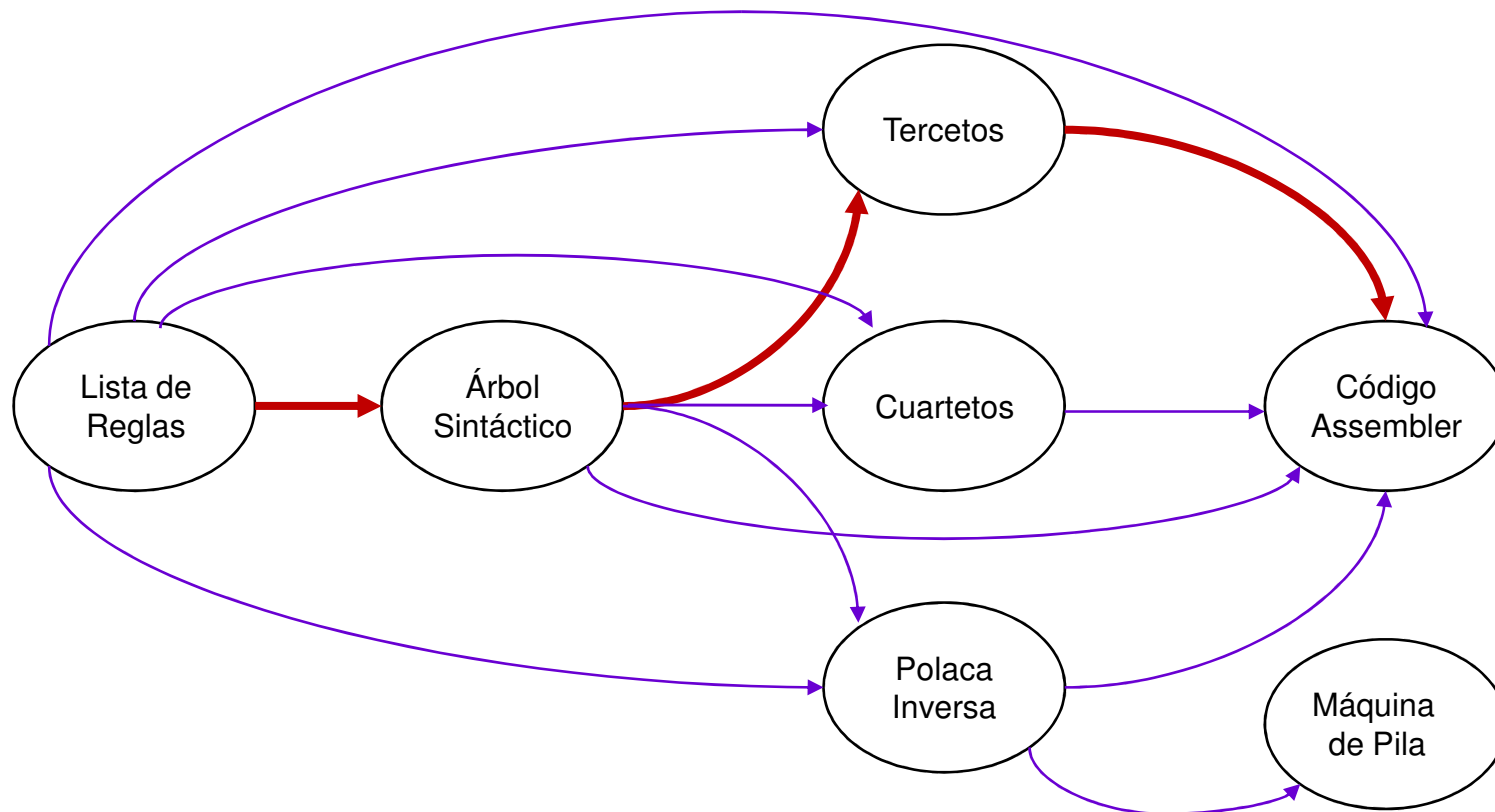 Tercetos
Lista de
Reglas
Árbol
Sintáctico
Cuartetos
Código
Assembler
Polaca
Inversa
Máquina
de Pila